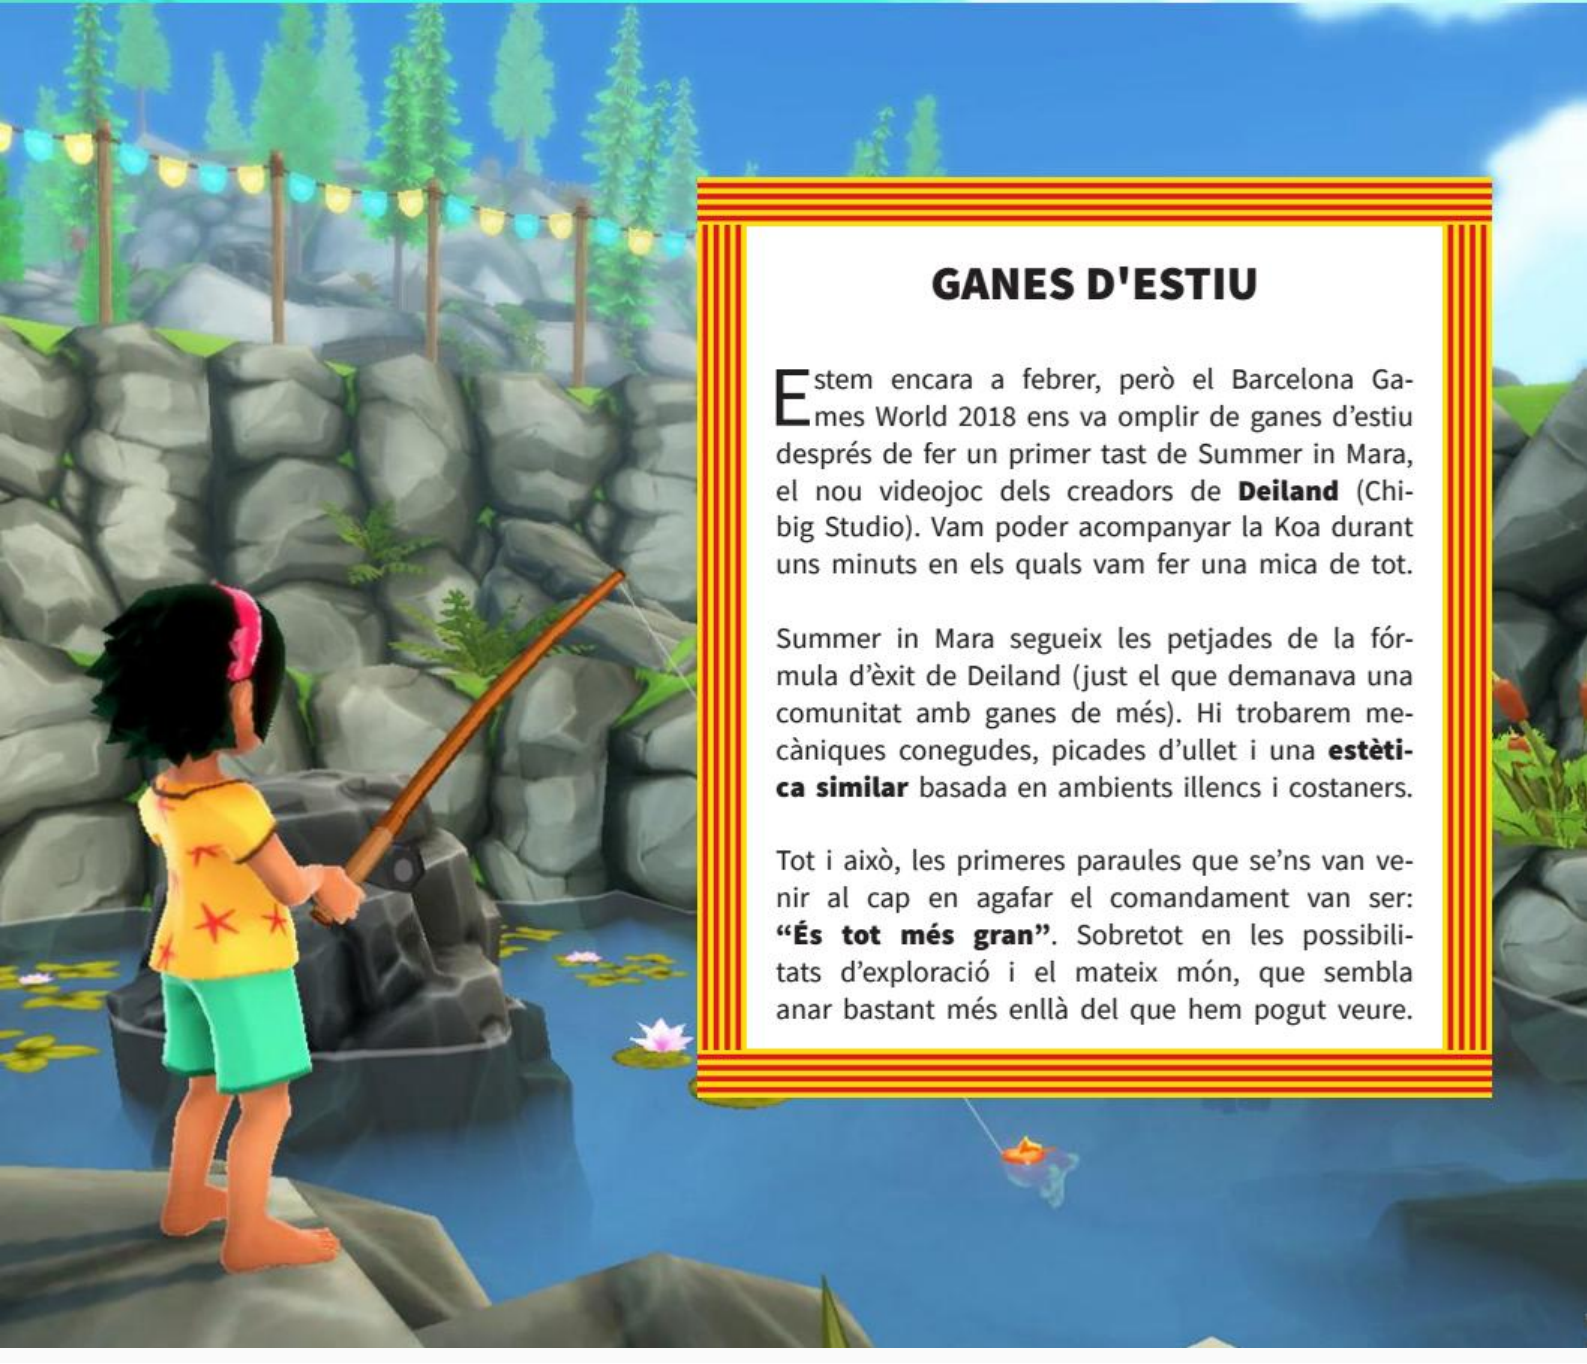 GANES D'ESTIU
Estem encara a febrer, però el Barcelona Ga-
mes World 2018 ens va omplir de ganes d’estiu
després de fer un primer tast de Summer in Mara,
el nou videojoc dels creadors de Deiland (Chi-
big Studio). Vam poder acompanyar la Koa durant
uns minuts en els quals vam fer una mica de tot.
Summer in Mara segueix les petjades de la fór-
mula d’èxit de Deiland (just el que demanava una
comunitat amb ganes de més). Hi trobarem me-
càniques conegudes, picades d’ullet i una estèti-
ca similar basada en ambients illencs i costaners.
Tot i això, les primeres paraules que se’ns van ve-
nir al cap en agafar el comandament van ser:
“És tot més gran”. Sobretot en les possibili-
tats d’exploració i el mateix món, que sembla
anar bastant més enllà del que hem pogut veure.